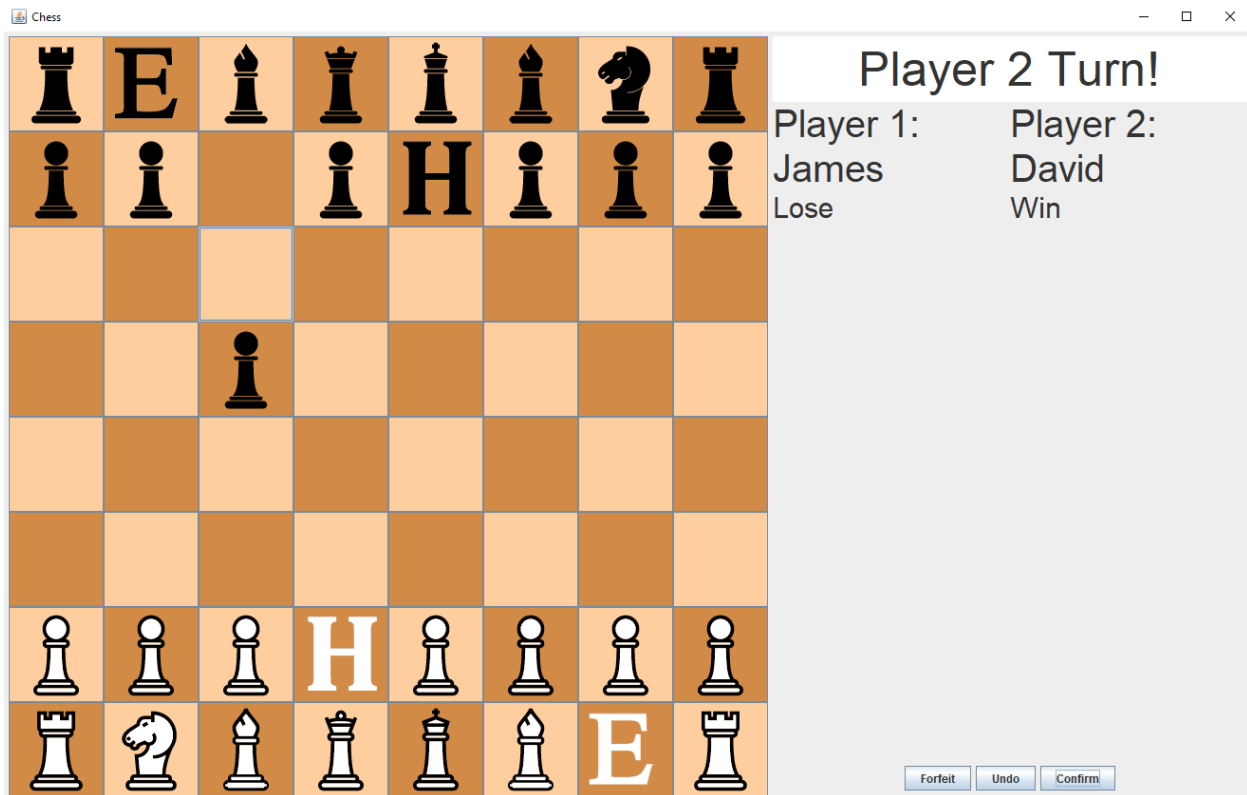 Chess
Player 2 Turn!
Player 1: Player 2:
James David
Lose Win
E
H
H
E
Forfeit Undo Confirm